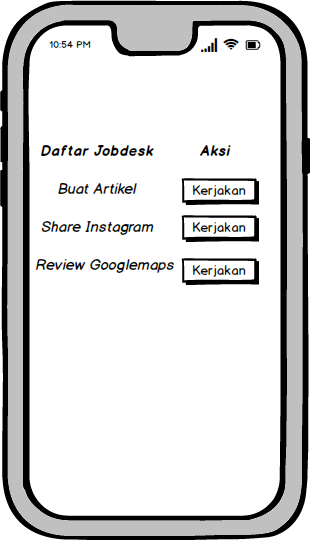 10:54 PM
Daftar Jobdesk Aksi
Buat Artikel Kerjakan
Share Instagram Kerjakan
Review Googlemaps Kerjakan